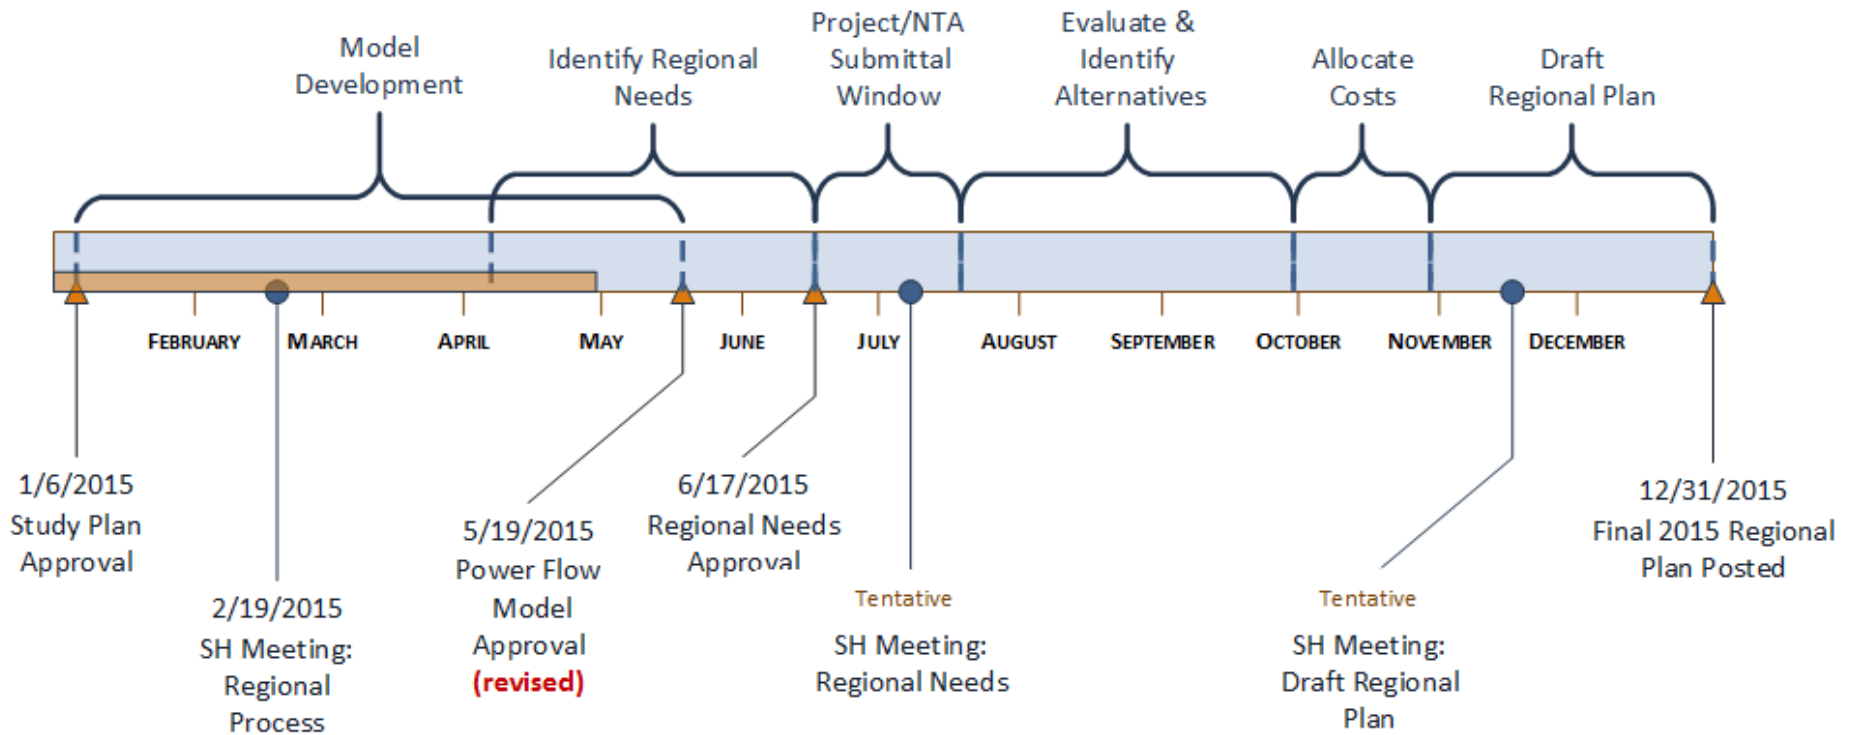 Model
Development
Identify Regional
Needs
Project/NTA
Submittal
Window
Evaluate &
Identify
Alternatives
Allocate
Costs
Draft
Regional Plan
FEBRUARY
MARCH
APRIL
MAY
JUNE
JULY
AUGUST
SEPTEMBER
OCTOBER
NOVEMBER
DECEMBER
1/6/2015
Study Plan
Approval
2/19/2015
SH Meeting:
Regional
Process
5/19/2015
Power Flow
Model
Approval
(revised)
6/17/2015
Regional Needs
Approval
Tentative
SH Meeting:
Regional Needs
Tentative
SH Meeting:
Draft Regional
Plan
12/31/2015
Final 2015 Regional
Plan Posted